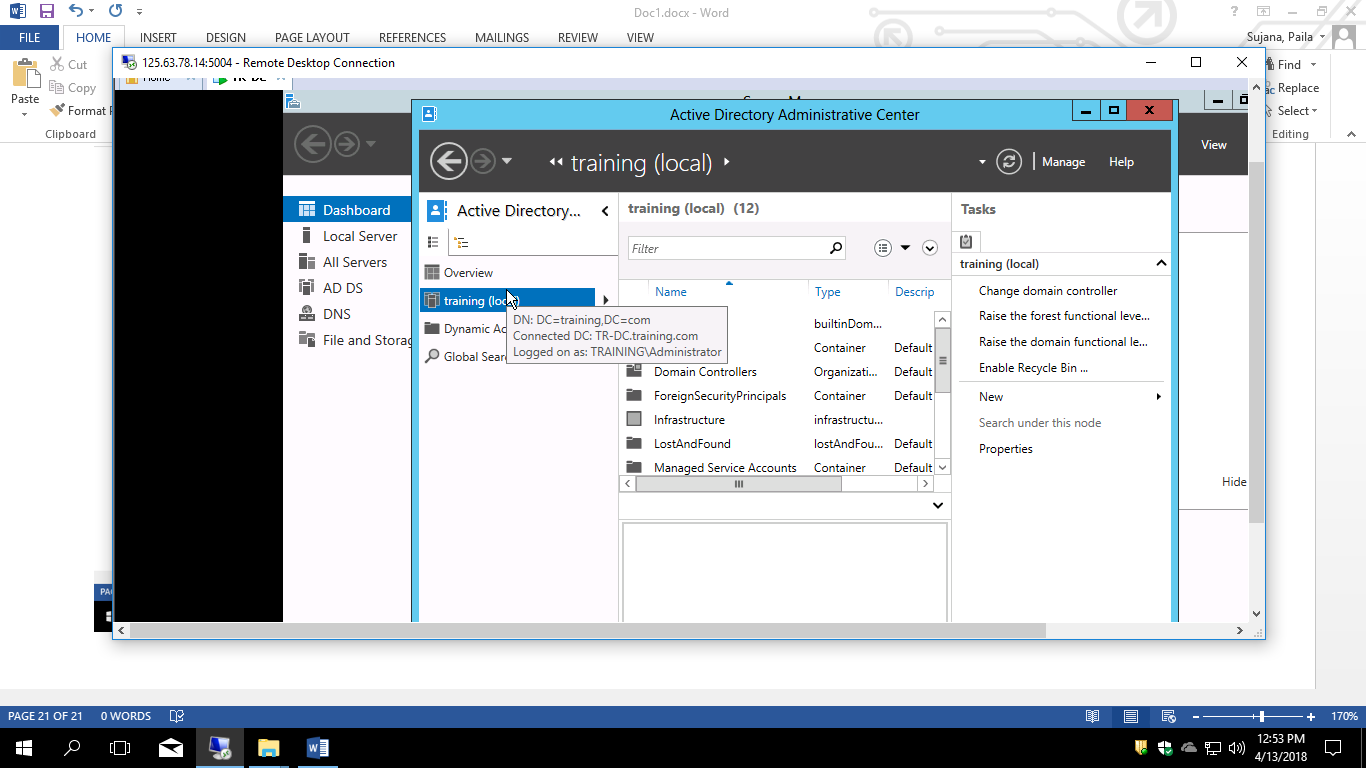 Doc1.docx - Word
Sujana, Paila
FILE HOME INSERT DESIGN PAGE LAYOUT REFERENCES MAILINGS REVIEW VIEW
Paste
Cut
Copy
Format
Clipboard
Find
Replace
Select
Editing
125.63.78.14:5004 - Remote Desktop Connection
Home
TR-DC
Active Directory Administrative Center
training (local)
Manage
Help
View
Dashboard
Local Server
All Servers
AD DS
DNS
File and Storag
Active Directory...
Overview
training (local)
Dynamic Ac
Global Sear
DN: DC=training,DC=com
Connected DC: TR-DC.training.com
Logged on as: TRAINING\Administrator
training (local) (12)
Filter
Name Type Descrip
builtinDom...
Container Default
Domain Controllers Organizati... Default
ForeignSecurityPrincipals Container Default
Infrastructure infrastructu...
LostAndFound lostAndFou... Default
Managed Service Accounts Container Default
Tasks
training (local)
Change domain controller
Raise the forest functional leve...
Raise the domain functional le...
Enable Recycle Bin ...
New
Search under this node
Properties
Hide
PAGE 21 OF 21
0 WORDS
170%
12:53 PM
4/13/2018